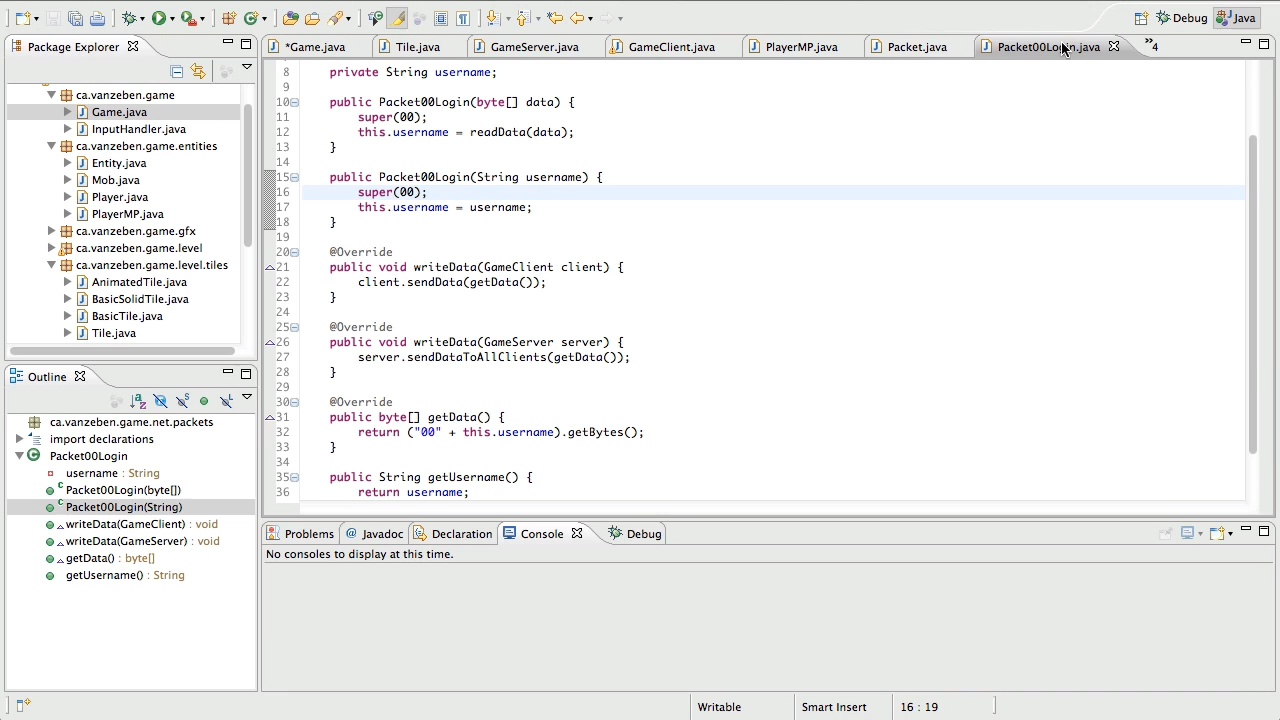 Debug
Java
Package Explorer
*Game.java
Tile.java
GameServer.java
GameClient.java
PlayerMP.java
Packet.java
Packet00Login.java
4
ca.vanzeben.game
Game.java
InputHandler.java
ca.vanzeben.game.entities
Entity.java
Mob.java
Player.java
PlayerMP.java
ca.vanzeben.game.gfx
ca.vanzeben.game.level
ca.vanzeben.game.level.tiles
AnimatedTile.java
BasicSolidTile.java
BasicTile.java
Tile.java
8 private String username;
9
10 public Packet00Login(byte[] data) {
11 super(00);
12 this.username = readData(data);
13 }
14
15 public Packet00Login(String username) {
16 super(00);
17 this.username = username;
18 }
19
20 @Override
21 public void writeData(GameClient client) {
22 client.sendData(getData());
23 }
24
25 @Override
26 public void writeData(GameServer server) {
27 server.sendDataToAllClients(getData());
28 }
29
30 @Override
31 public byte[] getData() {
32 return ("00" + this.username).getBytes();
33 }
34
35 public String getUsername() {
36 return username;
Outline
ca.vanzeben.game.net.packets
import declarations
Packet00Login
username : String
Packet00Login(byte[])
Packet00Login(String)
writeData(GameClient) : void
writeData(GameServer) : void
getData() : byte[]
getUsername() : String
Problems
@ Javadoc
Declaration
Console
Debug
No consoles to display at this time.
Writable
Smart Insert
16 : 19